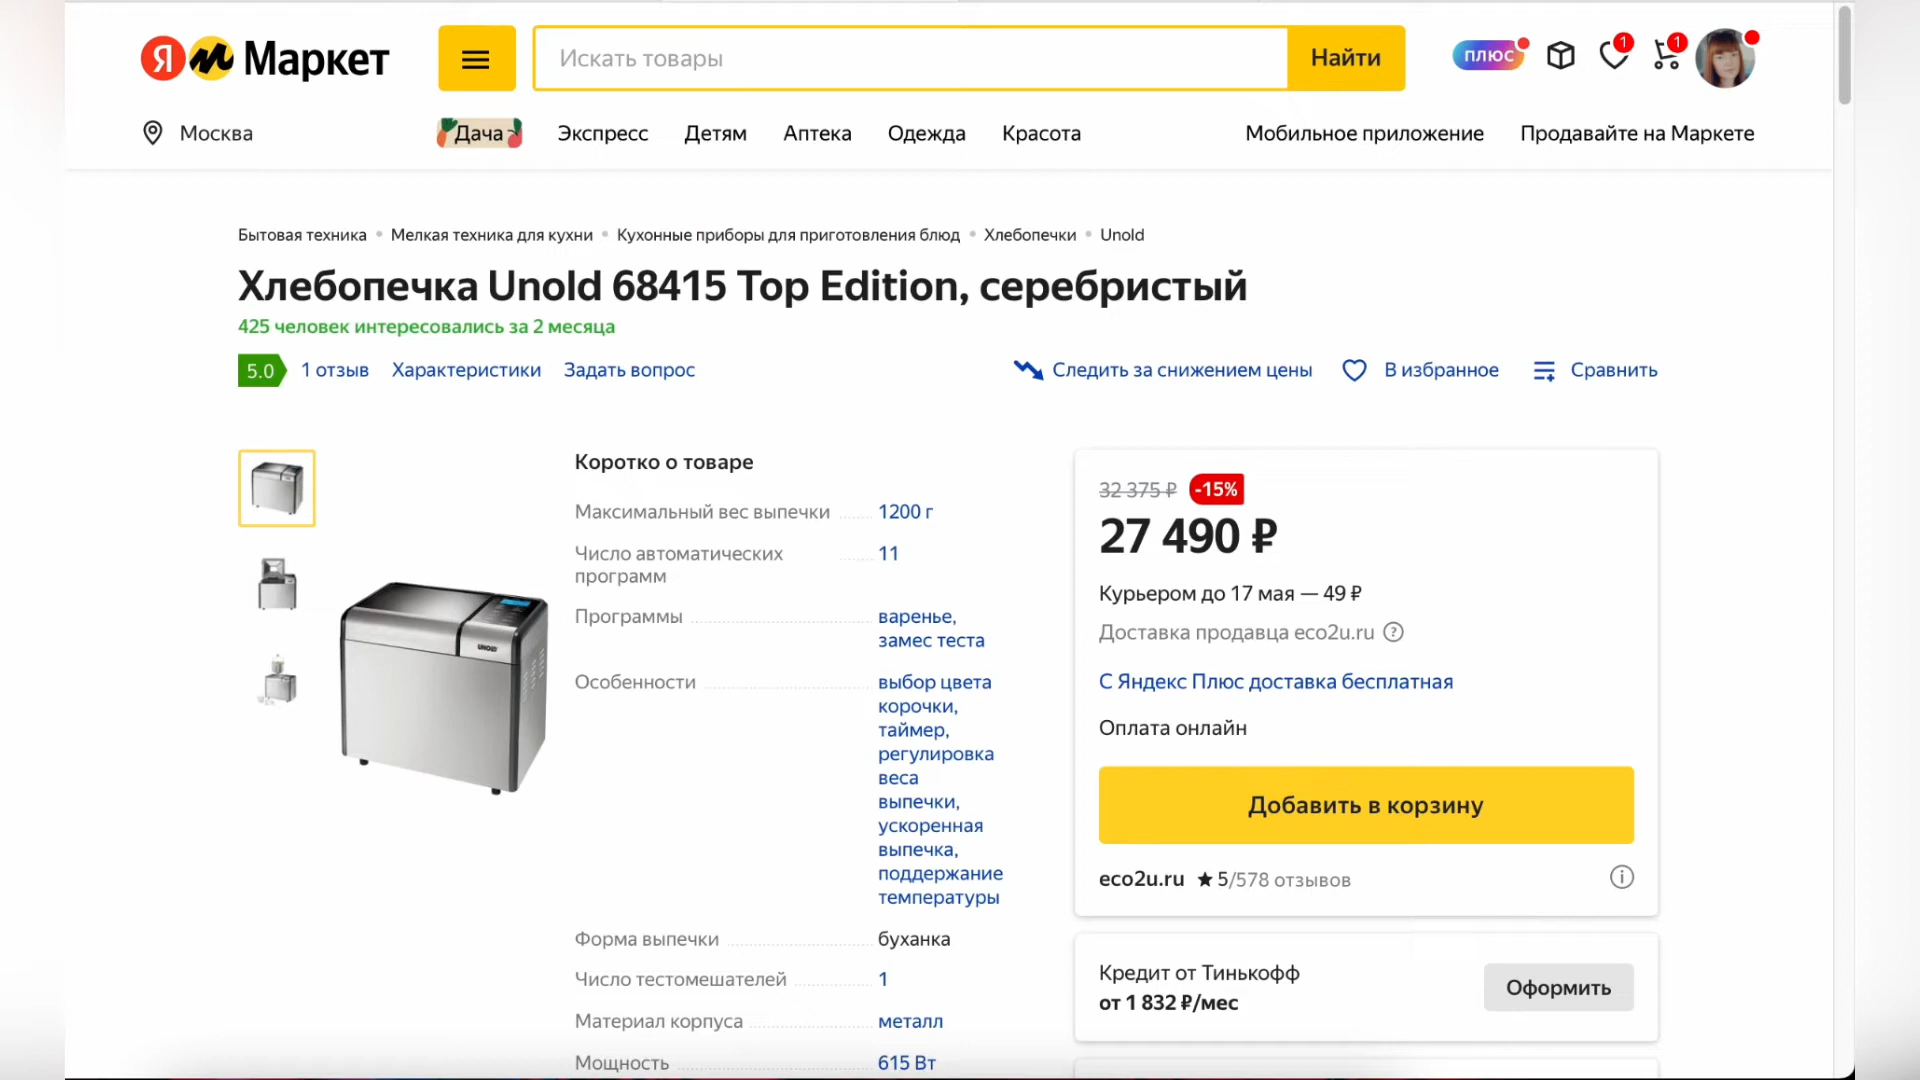 Я Маркет
Искать товары
Найти
плюс
1
1
Москва
Дача
Экспресс
Детям
Аптека
Одежда
Красота
Мобильное приложение
Продавайте на Маркете
Бытовая техника • Мелкая техника для кухни • Кухонные приборы для приготовления блюд • Хлебопечки • Unold
Хлебопечка Unold 68415 Top Edition, серебристый
425 человек интересовались за 2 месяца
5.0 1 отзыв Характеристики Задать вопрос
Следить за снижением цены В избранное Сравнить
UNOLD
Коротко о товаре
Максимальный вес выпечки 1200 г
Число автоматических 11
программ
Программы варенье,
замес теста
Особенности выбор цвета
корочки,
таймер,
регулировка
веса
выпечки,
ускоренная
выпечка,
поддержание
температуры
Форма выпечки буханка
Число тестомешателей 1
Материал корпуса металл
Мощность 615 Вт
32 375 ₽ -15%
27 490 ₽
Курьером до 17 мая — 49 ₽
Доставка продавца eco2u.ru ?
С Яндекс Плюс доставка бесплатная
Оплата онлайн
Добавить в корзину
eco2u.ru ★ 5/578 отзывов
Кредит от Тинькофф
от 1 832 ₽/мес
Оформить